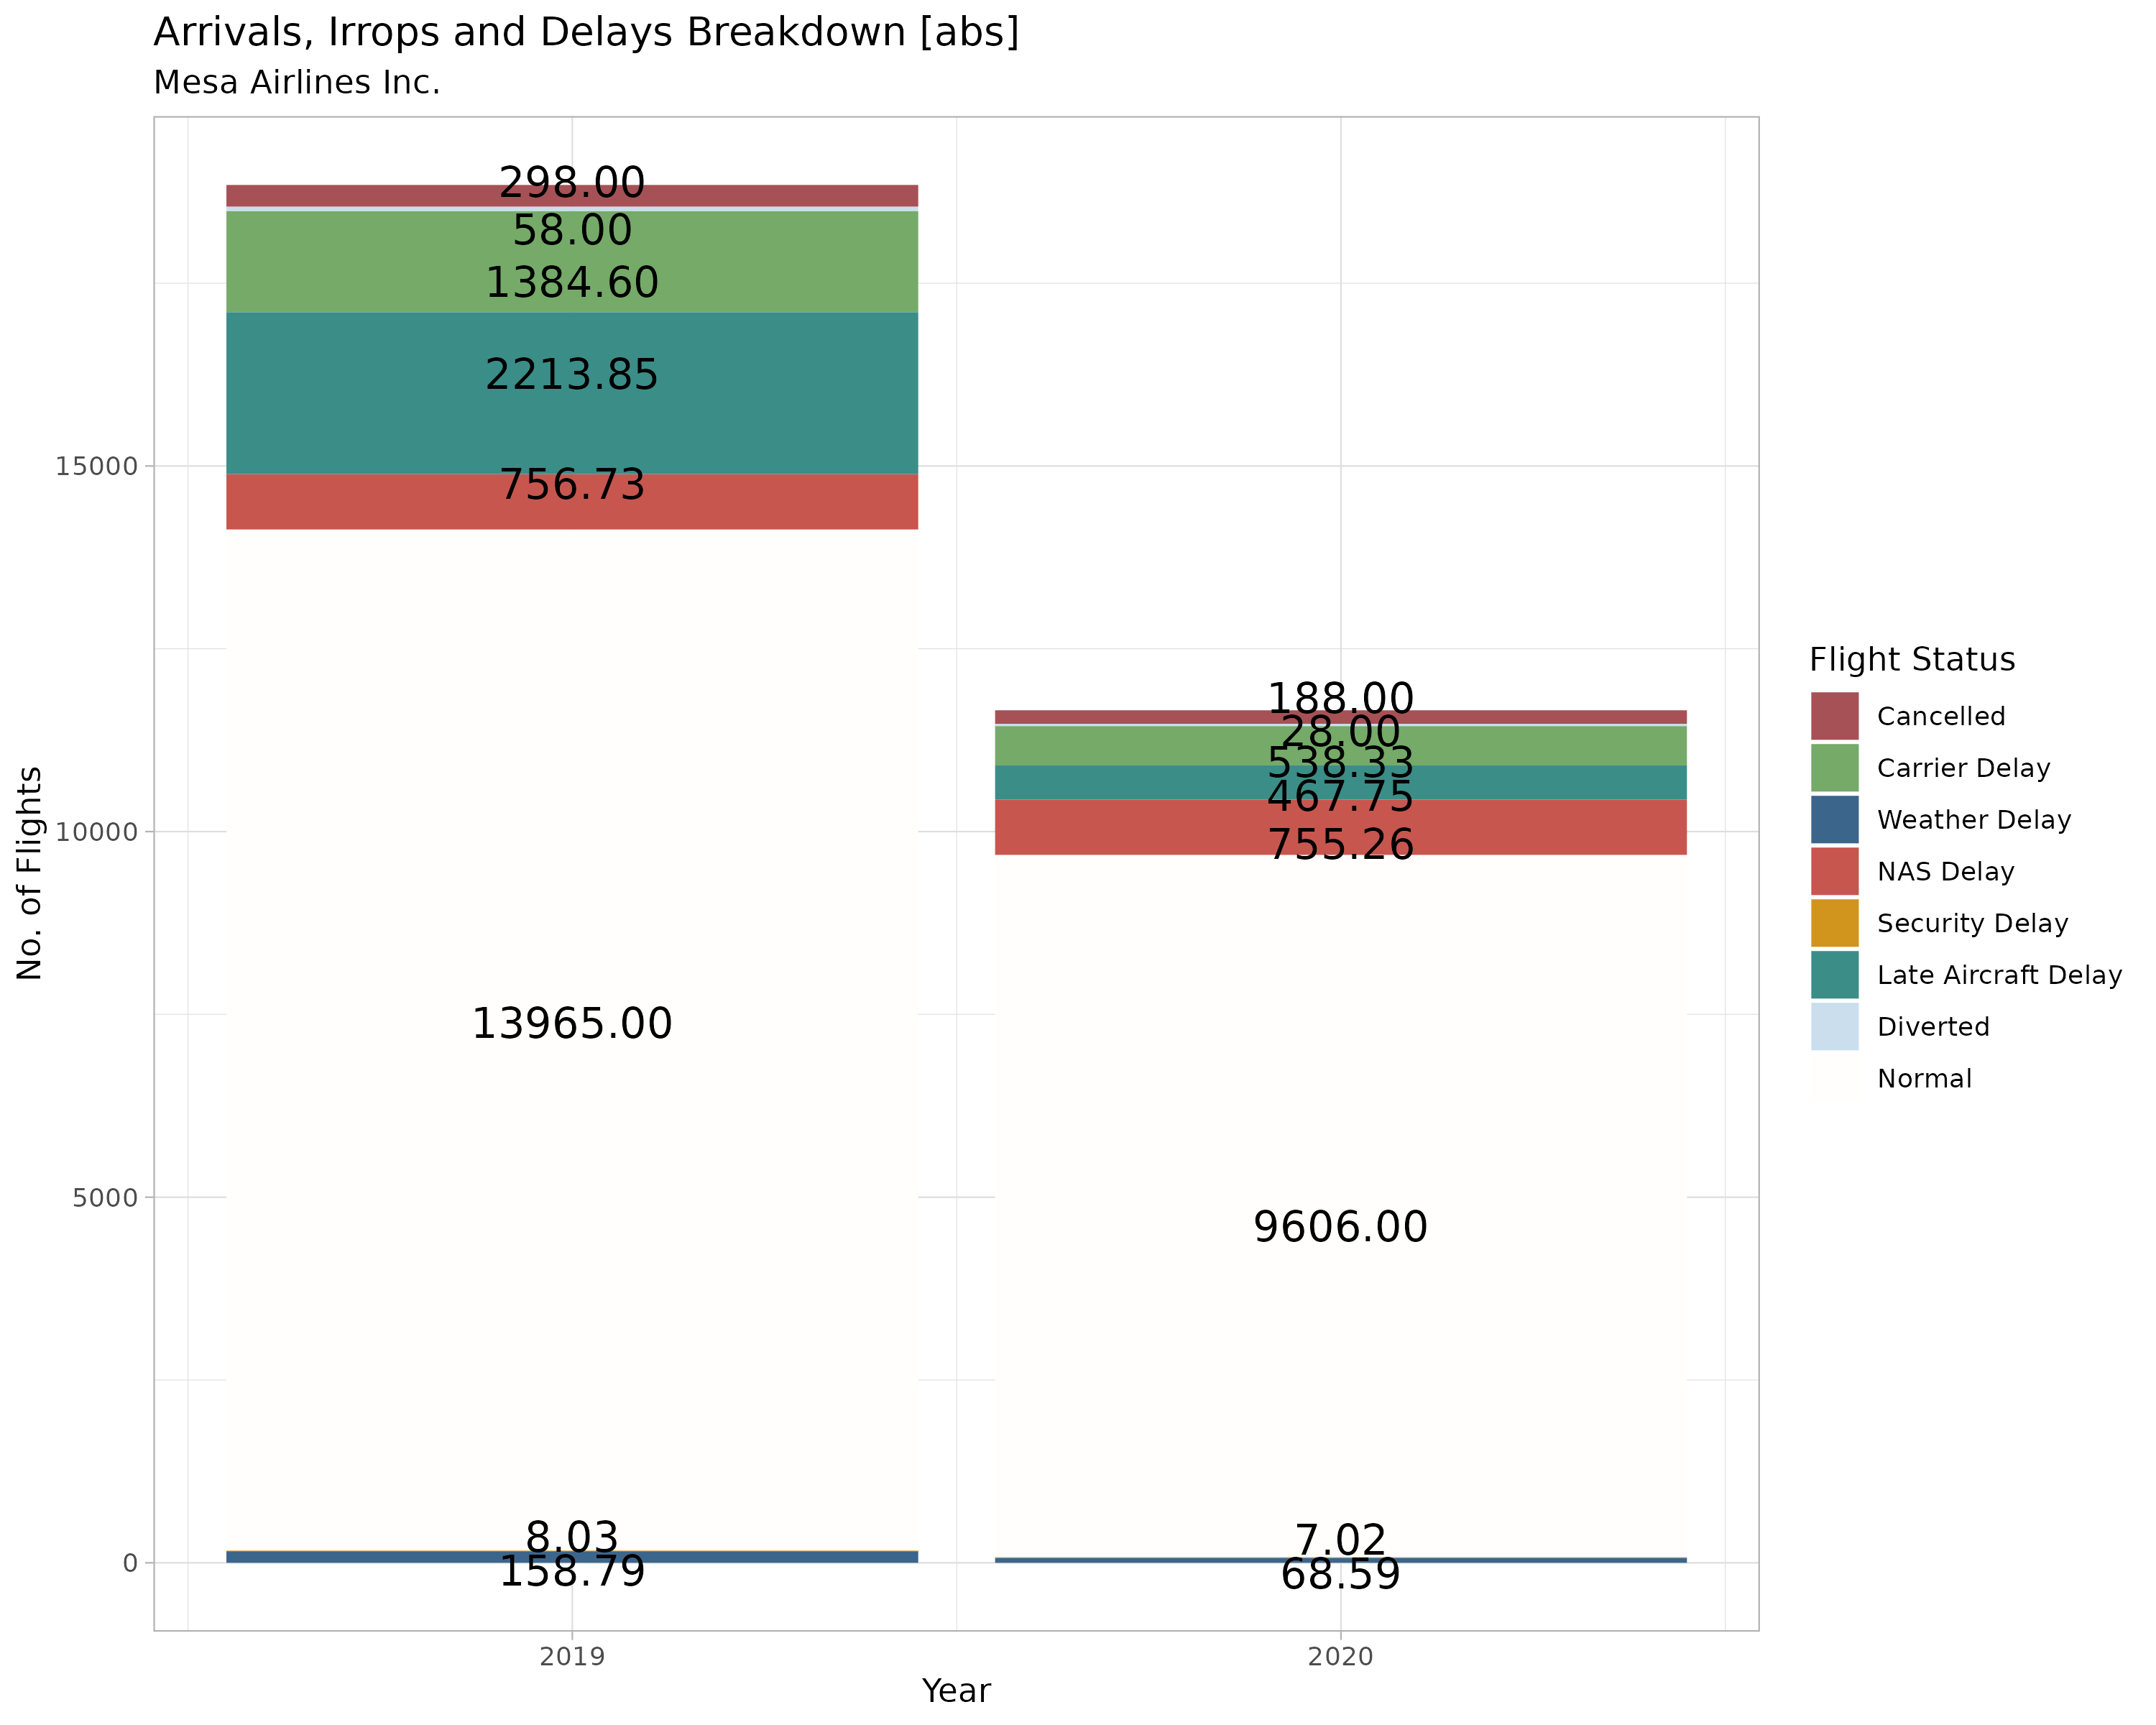 Arrivals, Irrops and Delays Breakdown [abs]
Mesa Airlines Inc.
No. of Flights
15000
10000
5000
0
298.00
58.00
1384.60
2213.85
756.73
13965.00
8.03
158.79
188.00
28.00
538.33
467.75
755.26
9606.00
7.02
68.59
2019
2020
Year
Flight Status
Cancelled
Carrier Delay
Weather Delay
NAS Delay
Security Delay
Late Aircraft Delay
Diverted
Normal